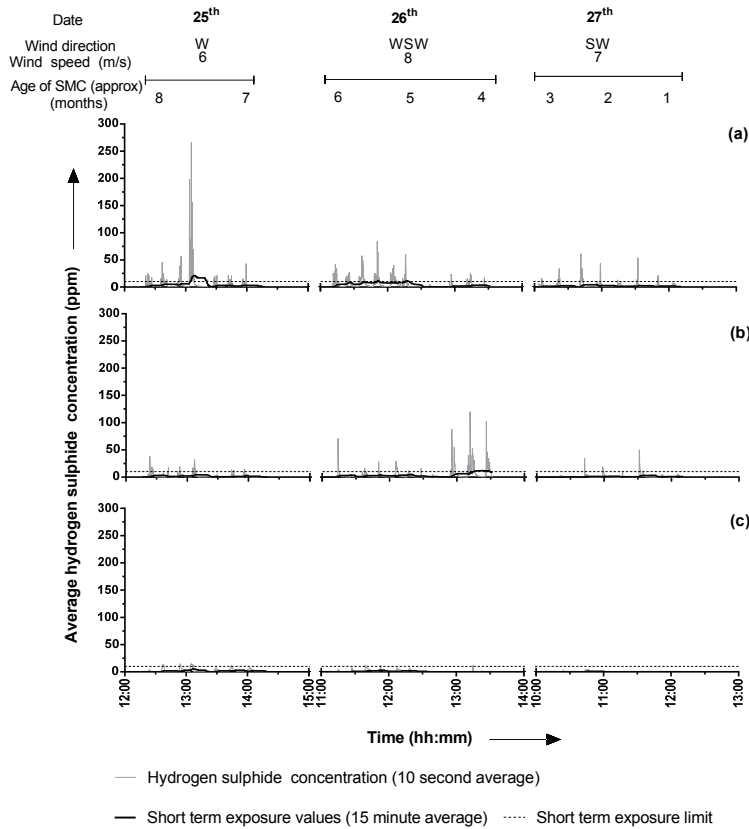 Date 25th 26th 27th
Wind direction W WSW SW
Wind speed (m/s) 6 8 7
Age of SMC (approx)
(months) 8 7 6 5 4 3 2 1
(a)
300
250
200
150
100
50
0
(b)
300
250
200
150
100
50
0
(c)
300
250
200
150
100
50
0
Average hydrogen sulphide concentration (ppm)
12:00 13:00 14:00 15:00 11:00 12:00 13:00 14:00 10:00 11:00 12:00 13:00
Time (hh:mm)
Hydrogen sulphide concentration (10 second average)
Short term exposure values (15 minute average) Short term exposure limit